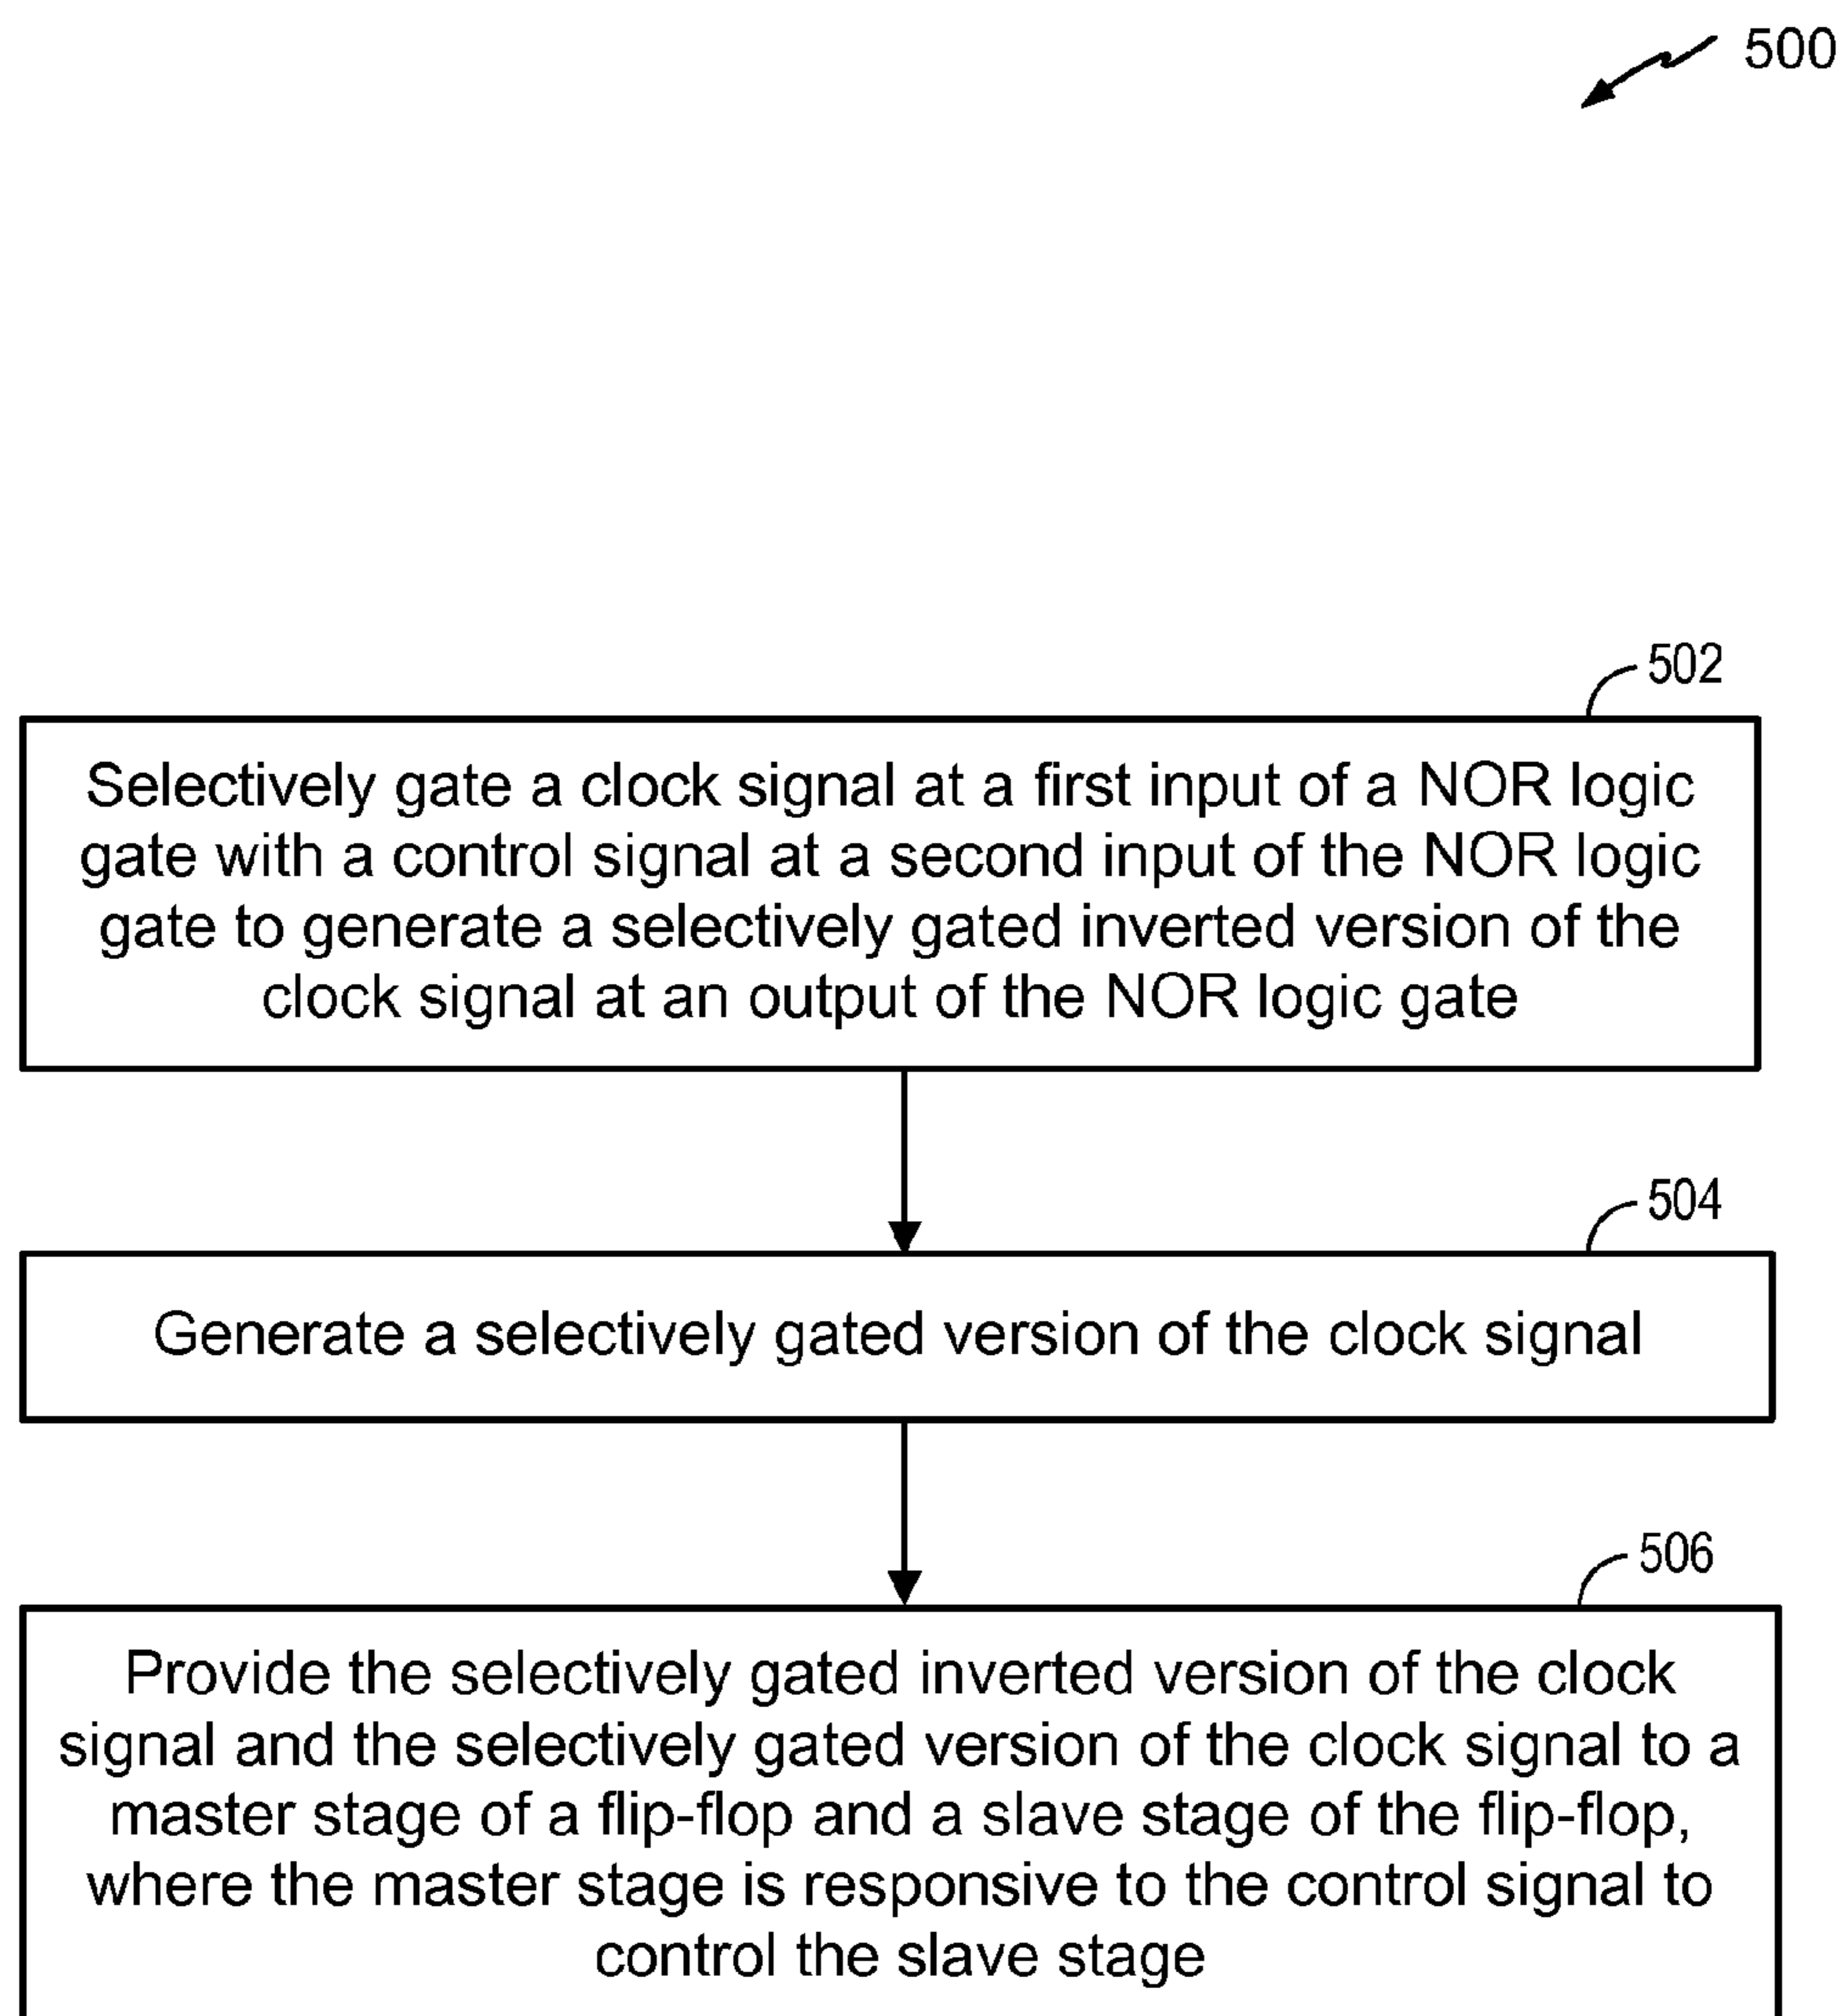 500
502
Selectively gate a clock signal at a first input of a NOR logic
gate with a control signal at a second input of the NOR logic
gate to generate a selectively gated inverted version of the
clock signal at an output of the NOR logic gate
504
Generate a selectively gated version of the clock signal
506
Provide the selectively gated inverted version of the clock
signal and the selectively gated version of the clock signal to a
master stage of a flip-flop and a slave stage of the flip-flop,
where the master stage is responsive to the control signal to
control the slave stage